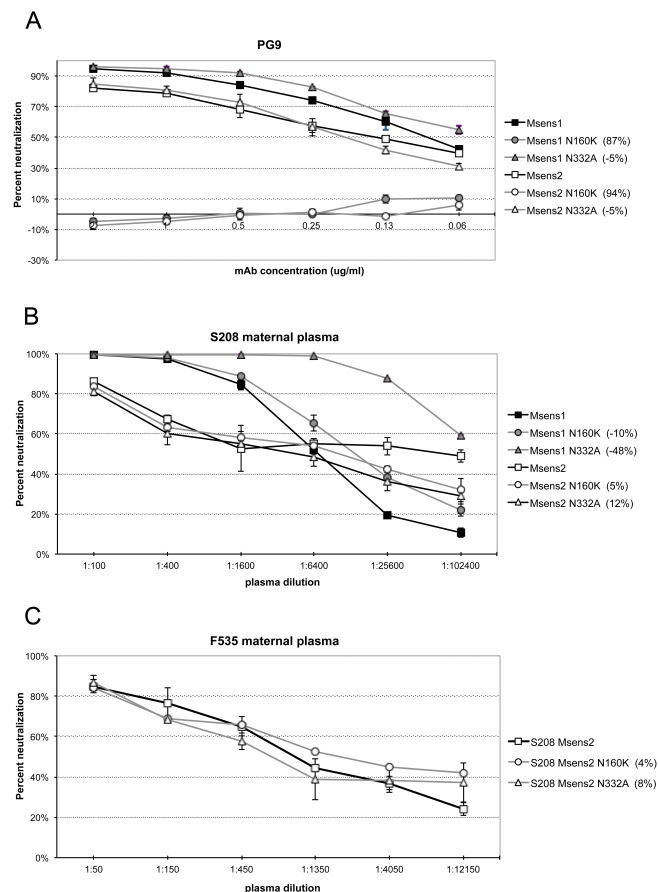 A
PG9
90%
70%
50%
30%
10%
-10%
-30%
Percent neutralization
0.5
0.25
0.13
0.06
mAb concentration (ug/ml)
Msens1
Msens1 N160K (87%)
Msens1 N332A (-5%)
Msens2
Msens2 N160K (94%)
Msens2 N332A (-5%)
B
S208 maternal plasma
100%
80%
60%
40%
20%
0%
Percent neutralization
1:100
1:400
1:1600
1:6400
1:25600
1:102400
plasma dilution
Msens1
Msens1 N160K (-10%)
Msens1 N332A (-48%)
Msens2
Msens2 N160K (5%)
Msens2 N332A (12%)
C
F535 maternal plasma
100%
80%
60%
40%
20%
0%
Percent neutralization
1:50
1:150
1:450
1:1350
1:4050
1:12150
plasma dilution
S208 Msens2
S208 Msens2 N160K (4%)
S208 Msens2 N332A (8%)